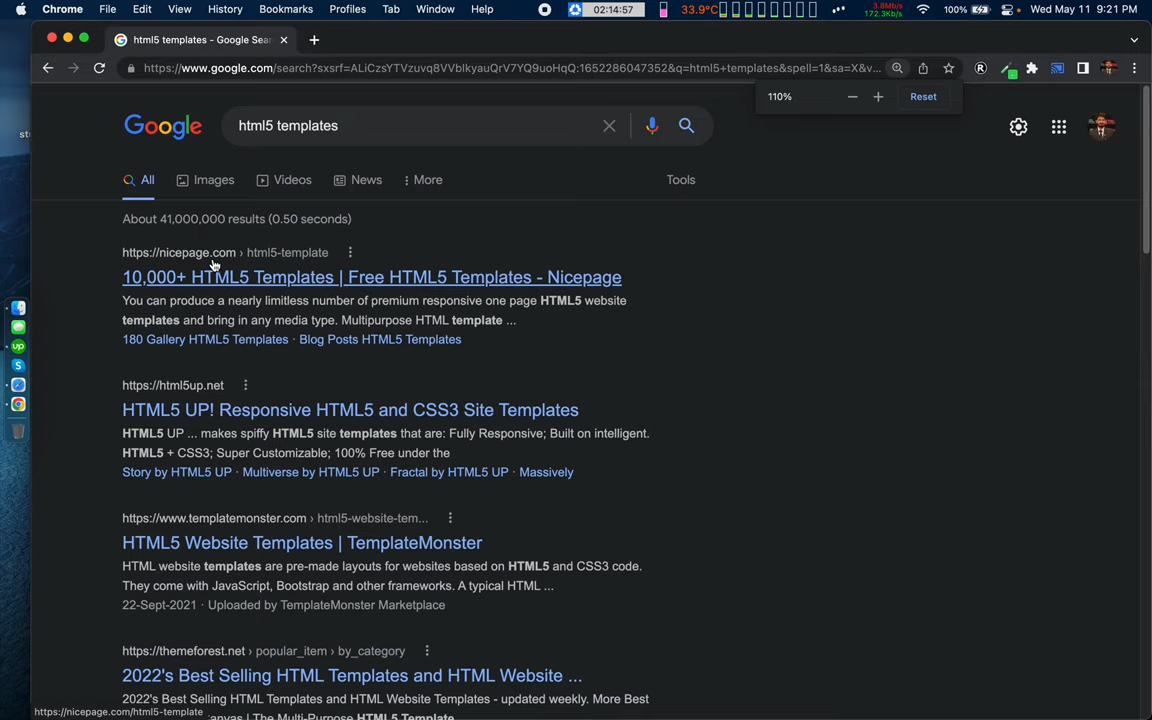 Chrome File Edit View History Bookmarks Profiles Tab Window Help 02:14:57 33.9°C 3.8Mb/s 172.3Kb/s 100% Wed May 11 9:21 PM
html5 templates - Google Sear
https://www.google.com/search?sxsrf=ALiCzsYTVzuvq8VVblkyauQrV7YQ9uoHqQ:1652286047352&q=html5+templates&spell=1&sa=X&v...
110% Reset
Google html5 templates
All Images Videos News More Tools
About 41,000,000 results (0.50 seconds)
https://nicepage.com › html5-template
10,000+ HTML5 Templates | Free HTML5 Templates - Nicepage
You can produce a nearly limitless number of premium responsive one page HTML5 website
templates and bring in any media type. Multipurpose HTML template ...
180 Gallery HTML5 Templates · Blog Posts HTML5 Templates
https://html5up.net
HTML5 UP! Responsive HTML5 and CSS3 Site Templates
HTML5 UP ... makes spiffy HTML5 site templates that are: Fully Responsive; Built on intelligent.
HTML5 + CSS3; Super Customizable; 100% Free under the
Story by HTML5 UP · Multiverse by HTML5 UP · Fractal by HTML5 UP · Massively
https://www.templatemonster.com › html5-website-tem...
HTML5 Website Templates | TemplateMonster
HTML website templates are pre-made layouts for websites based on HTML5 and CSS3 code.
They come with JavaScript, Bootstrap and other frameworks. A typical HTML ...
22-Sept-2021 · Uploaded by TemplateMonster Marketplace
https://themeforest.net › popular_item › by_category
2022's Best Selling HTML Templates and HTML Website ...
2022's Best Selling HTML Templates and HTML Website Templates - updated weekly. More Best
https://nicepage.com/html5-template | The Multi-Purpose HTML5 Template